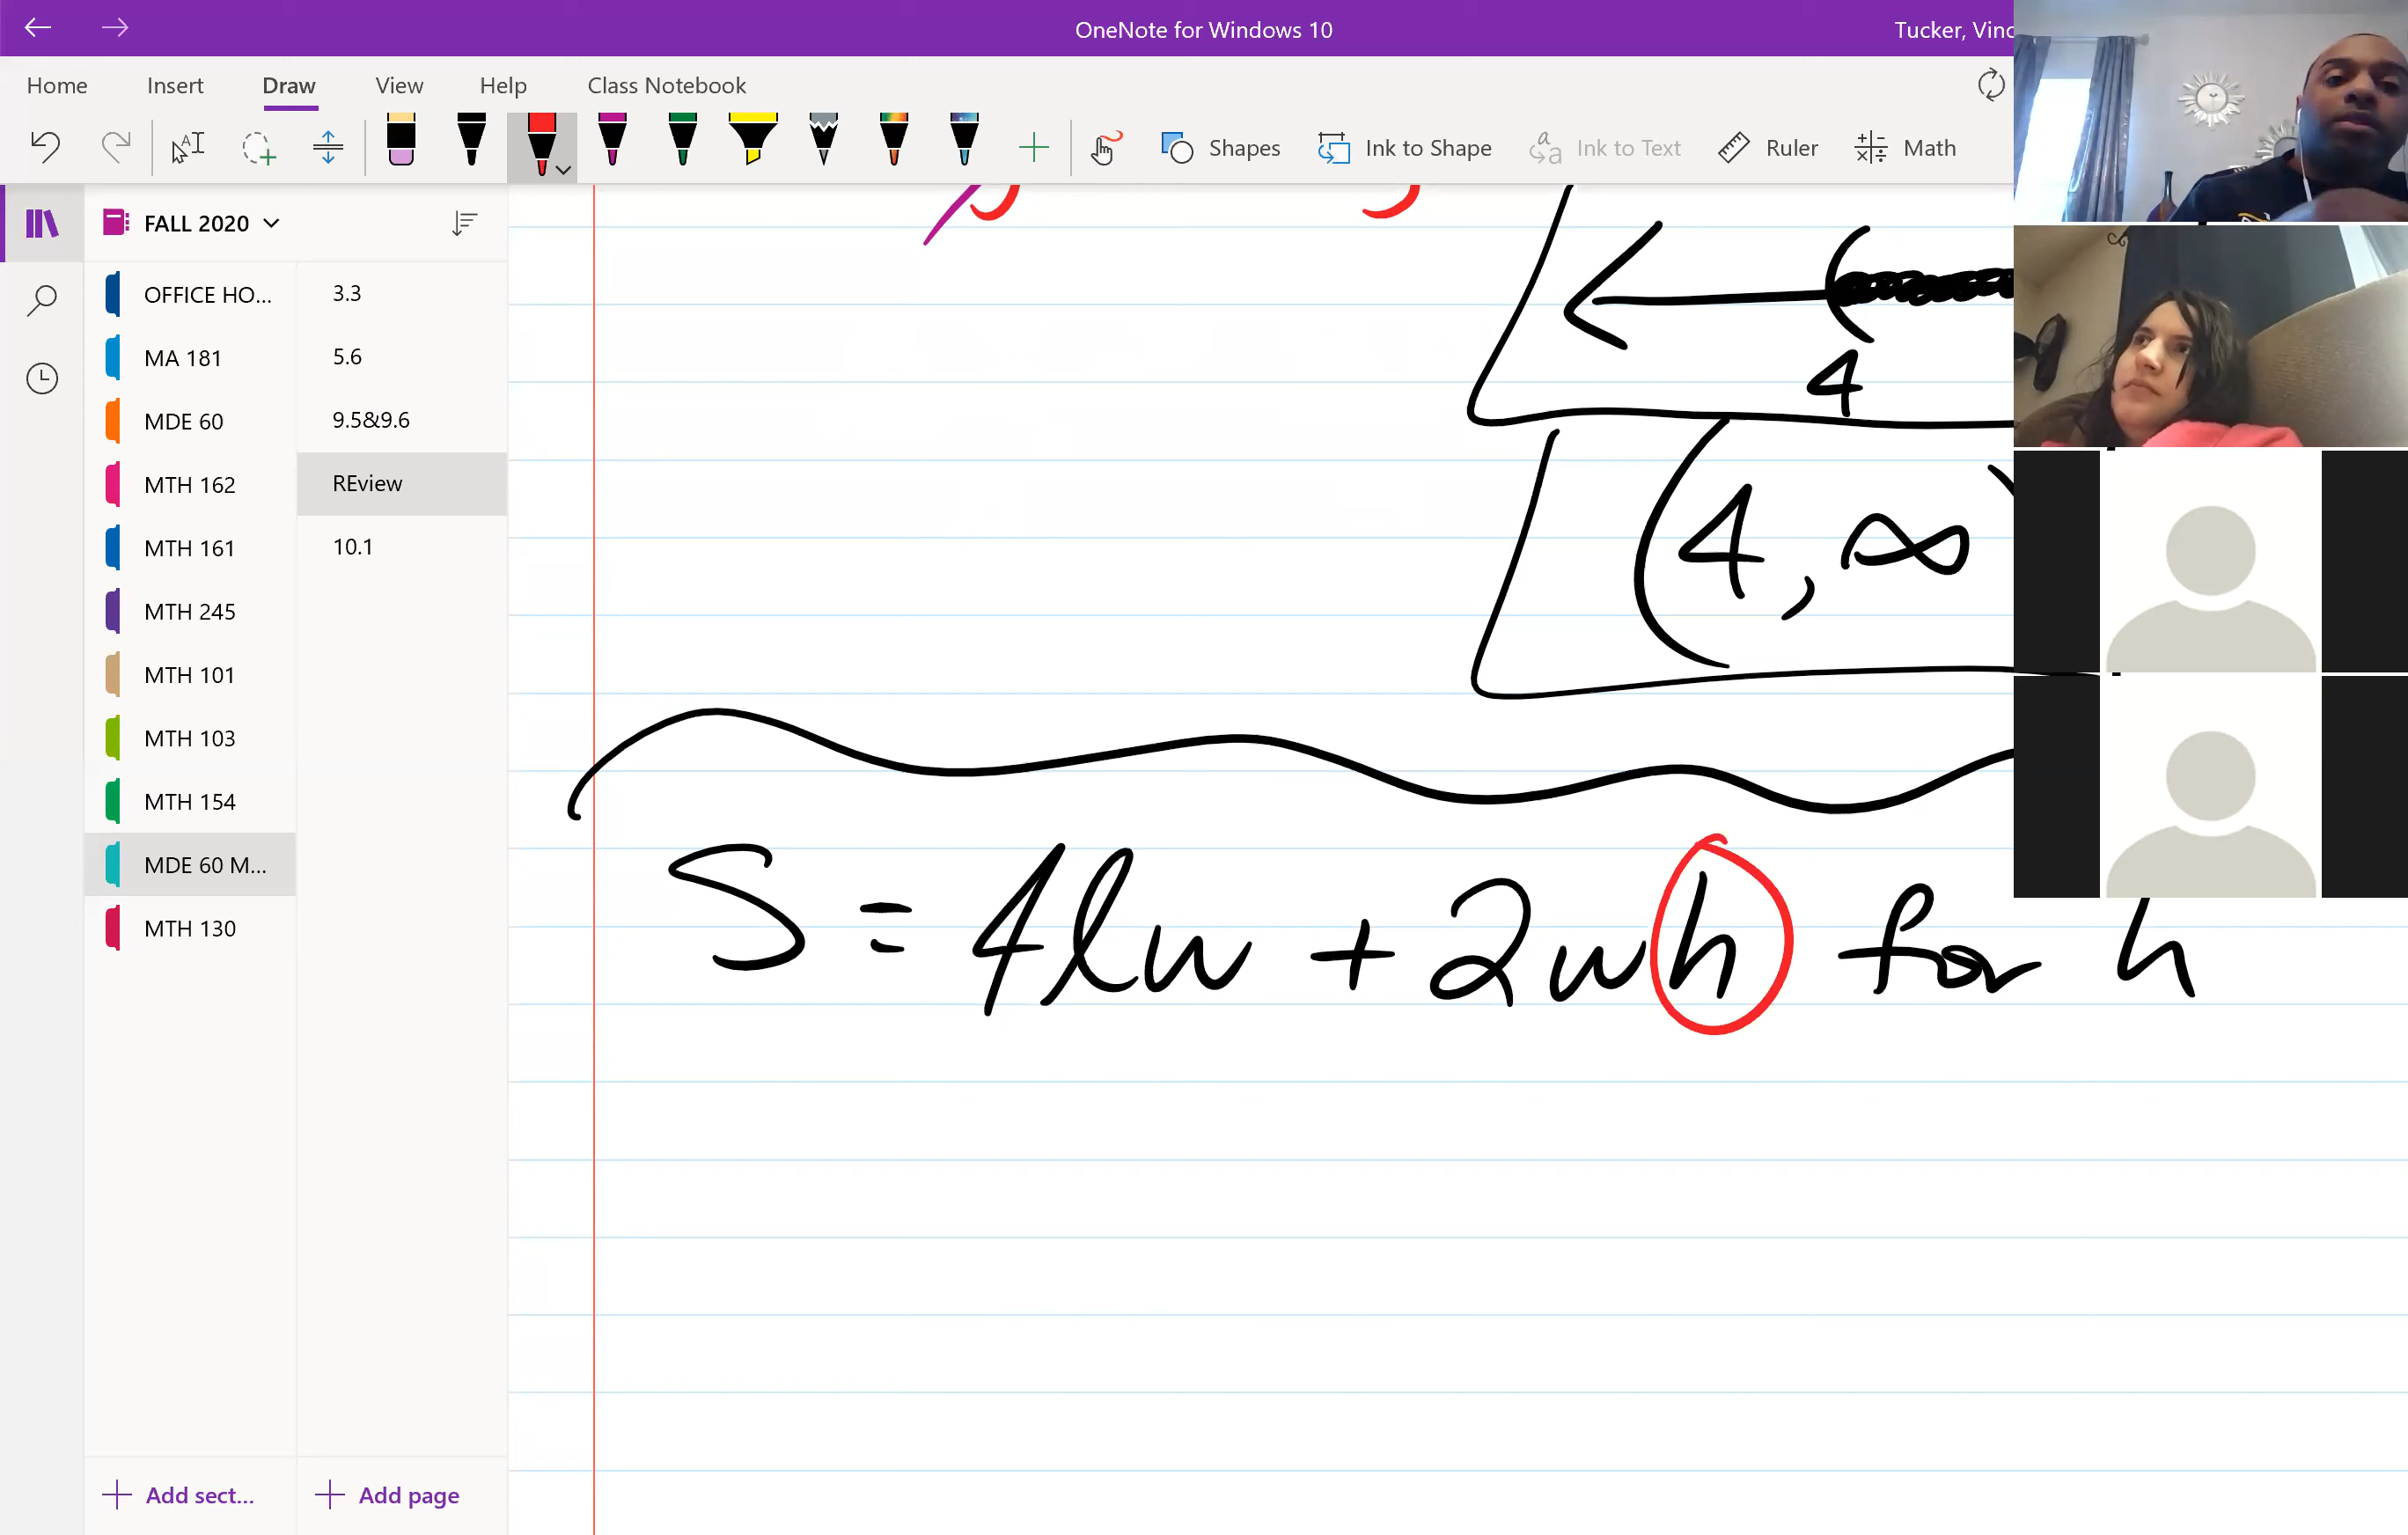 OneNote for Windows 10
Tucker, Vinc
Home Insert Draw View Help Class Notebook
Shapes Ink to Shape Ink to Text Ruler Math
FALL 2020
OFFICE HO...
MA 181
MDE 60
MTH 162
MTH 161
MTH 245
MTH 101
MTH 103
MTH 154
MDE 60 M...
MTH 130
3.3
5.6
9.5&9.6
REview
10.1
(
4
(4, ∞)
S = 4lw + 2wh for h
Add sect...
Add page